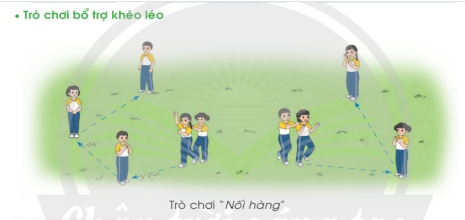 • Trò chơi bổ trợ khéo léo
Trò chơi "Nối hàng"